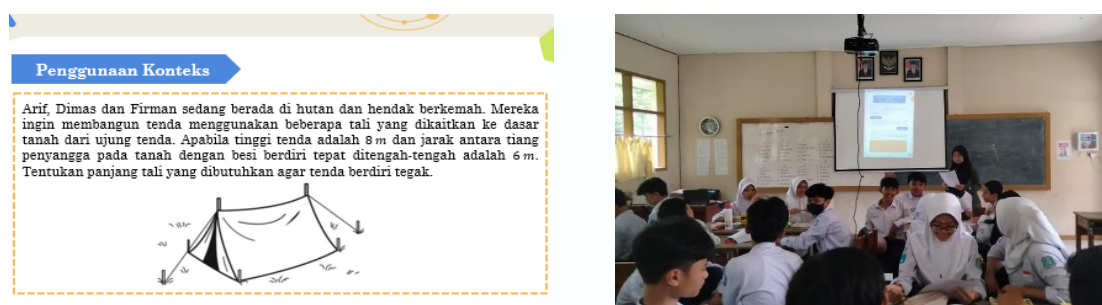 Penggunaan Konteks
Arif, Dimas dan Firman sedang berada di hutan dan hendak berkemah. Mereka
ingin membangun tenda menggunakan beberapa tali yang dikaitkan ke dasar
tanah dari ujung tenda. Apabila tinggi tenda adalah 8 m dan jarak antara tiang
penyangga pada tanah dengan besi berdiri tepat ditengah-tengah adalah 6 m.
Tentukan panjang tali yang dibutuhkan agar tenda berdiri tegak.